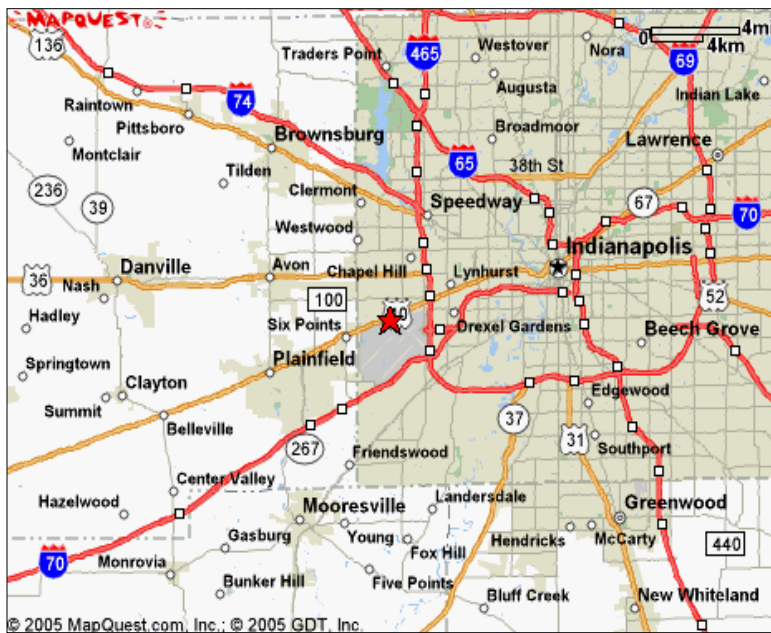 MAPQUEST®
136
465
Westover
Nora
0 4mi
4km
Traders Point
69
Augusta
Indian Lake
Raintown
74
Pittsboro
Brownsburg
Broadmoor
Lawrence
Montclair
65
38th St
Tilden
236
Clermont
39
Speedway
67
70
Westwood
Indianapolis
Danville
Avon
Chapel Hill
36
Nash
Lynhurst
100
52
Hadley
Six Points
Drexel Gardens
Beech Grove
Plainfield
Springtown
Clayton
Edgewood
Summit
37
Belleville
31
267
Southport
Friendswood
Center Valley
Landersdale
Mooresville
Greenwood
Hazelwood
Gasburg
Young
Hendricks
McCarty
440
Fox Hill
70
Monrovia
Five Points
Bunker Hill
Bluff Creek
New Whiteland
© 2005 MapQuest.com, Inc.; © 2005 GDT, Inc.